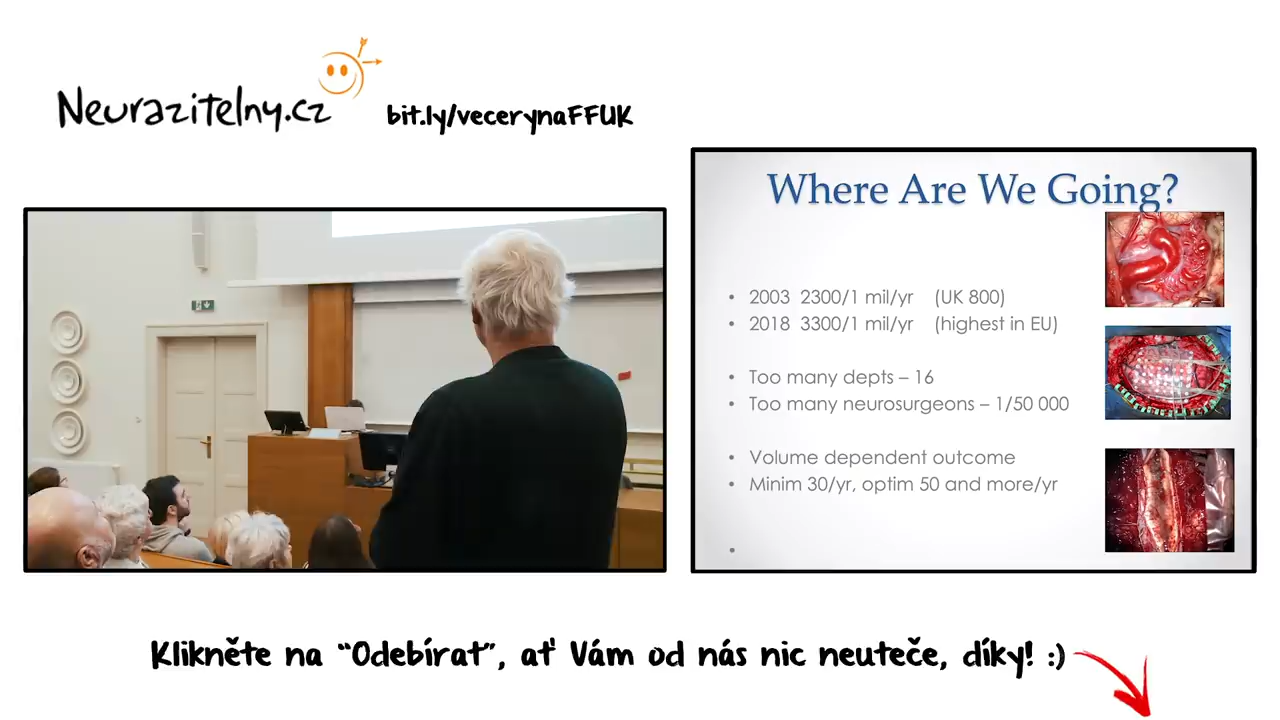 Neurazitelny.cz
bit.ly/vecerynaFFUK
Where Are We Going?
• 2003 2300/1 mil/yr (UK 800)
• 2018 3300/1 mil/yr (highest in EU)
• Too many depts – 16
• Too many neurosurgeons – 1/50 000
• Volume dependent outcome
• Minim 30/yr, optim 50 and more/yr
•
Klikněte na “Odebírat”, ať Vám od nás nic neuteče, díky! :)